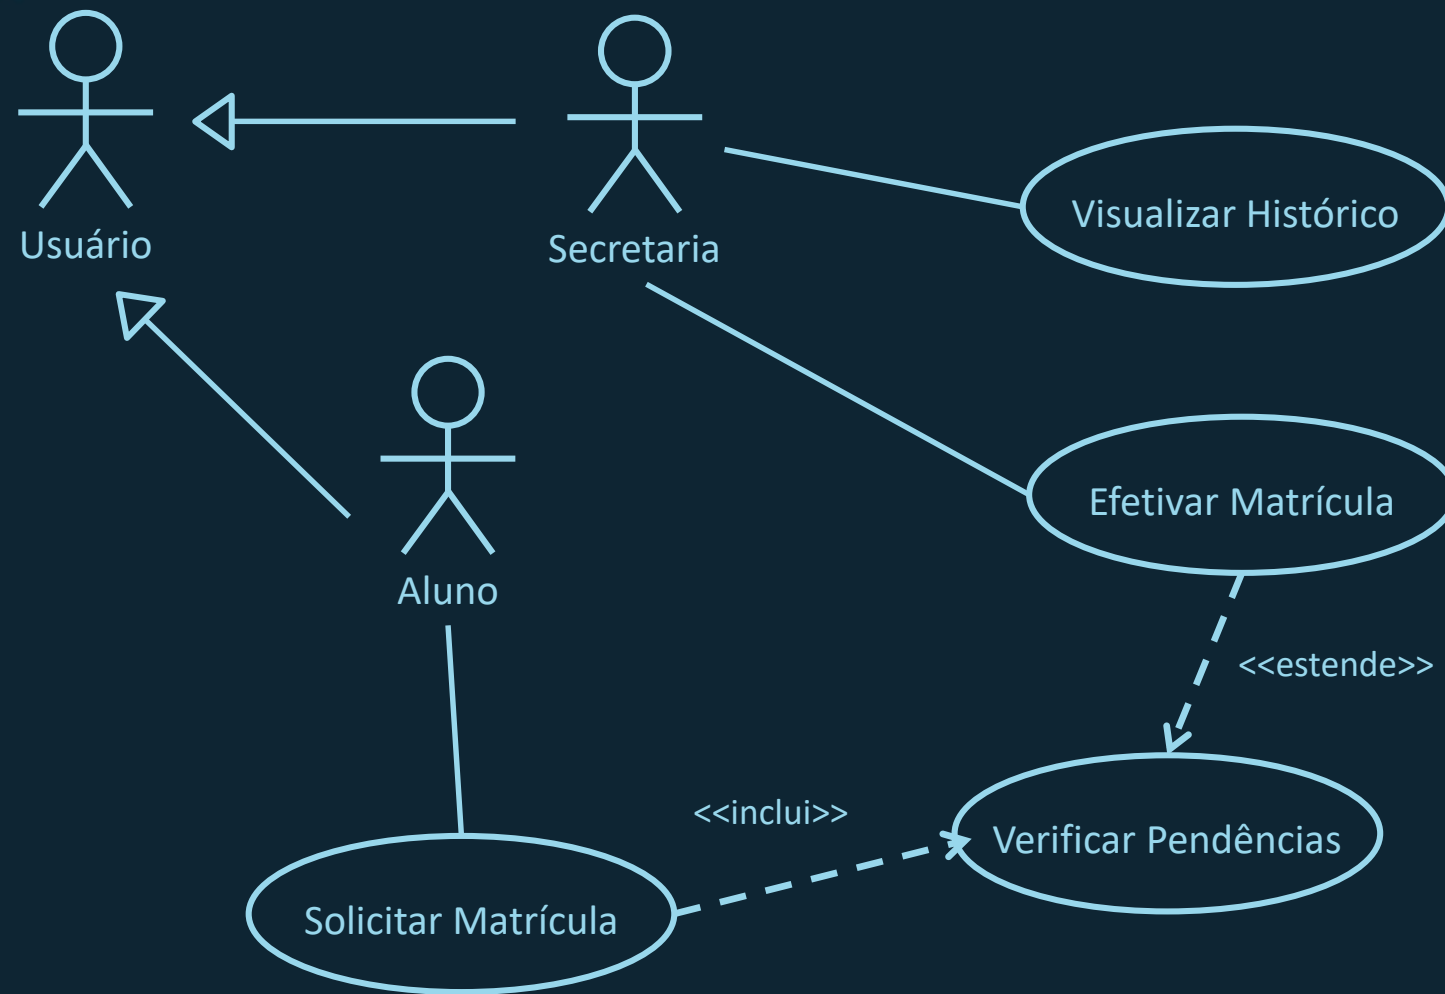 Usuário
Secretaria
Visualizar Histórico
Efetivar Matrícula
Aluno
<<estende>>
<<inclui>>
Verificar Pendências
Solicitar Matrícula